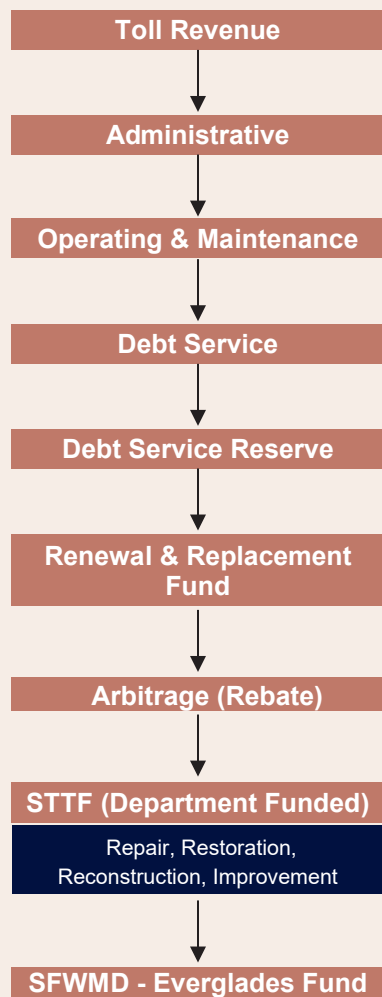 Toll Revenue
Administrative
Operating & Maintenance
Debt Service
Debt Service Reserve
Renewal & Replacement
Fund
Arbitrage (Rebate)
STTF (Department Funded)
Repair, Restoration,
Reconstruction, Improvement
SFWMD - Everglades Fund